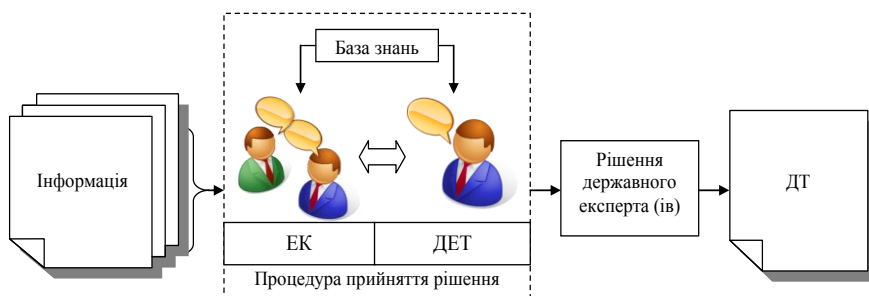 База знань
Інформація
ЕК
ДЕТ
Процедура прийняття рішення
Рішення
державного
експерта (ів)
ДТ